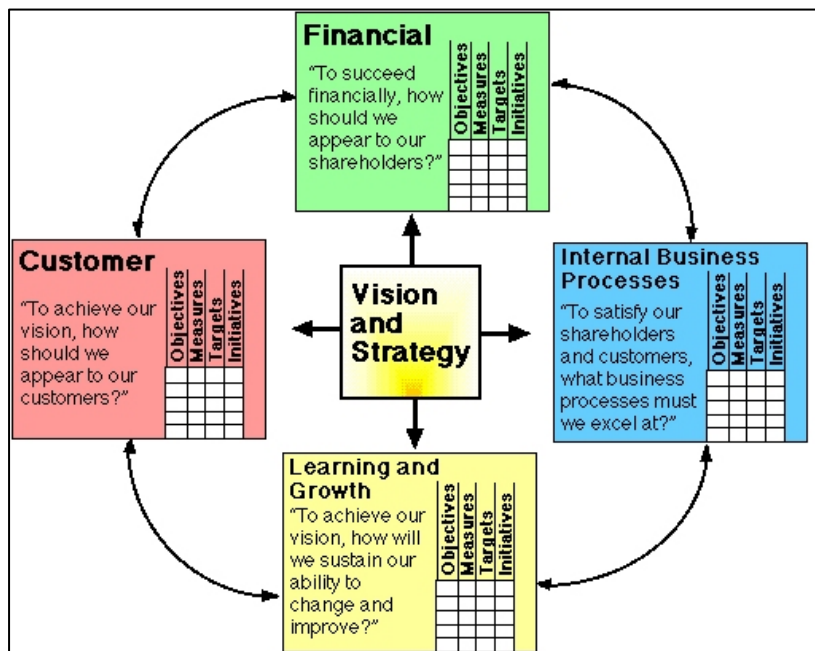 Financial
“To succeed
financially, how
should we
appear to our
shareholders?”
Objectives
Measures
Targets
Initiatives
Customer
“To achieve our
vision, how
should we
appear to our
customers?”
Objectives
Measures
Targets
Initiatives
Vision
and
Strategy
Internal Business
Processes
“To satisfy our
shareholders
and customers,
what business
processes must
we excel at?”
Objectives
Measures
Targets
Initiatives
Learning and
Growth
“To achieve our
vision, how will
we sustain our
ability to
change and
improve?”
Objectives
Measures
Targets
Initiatives